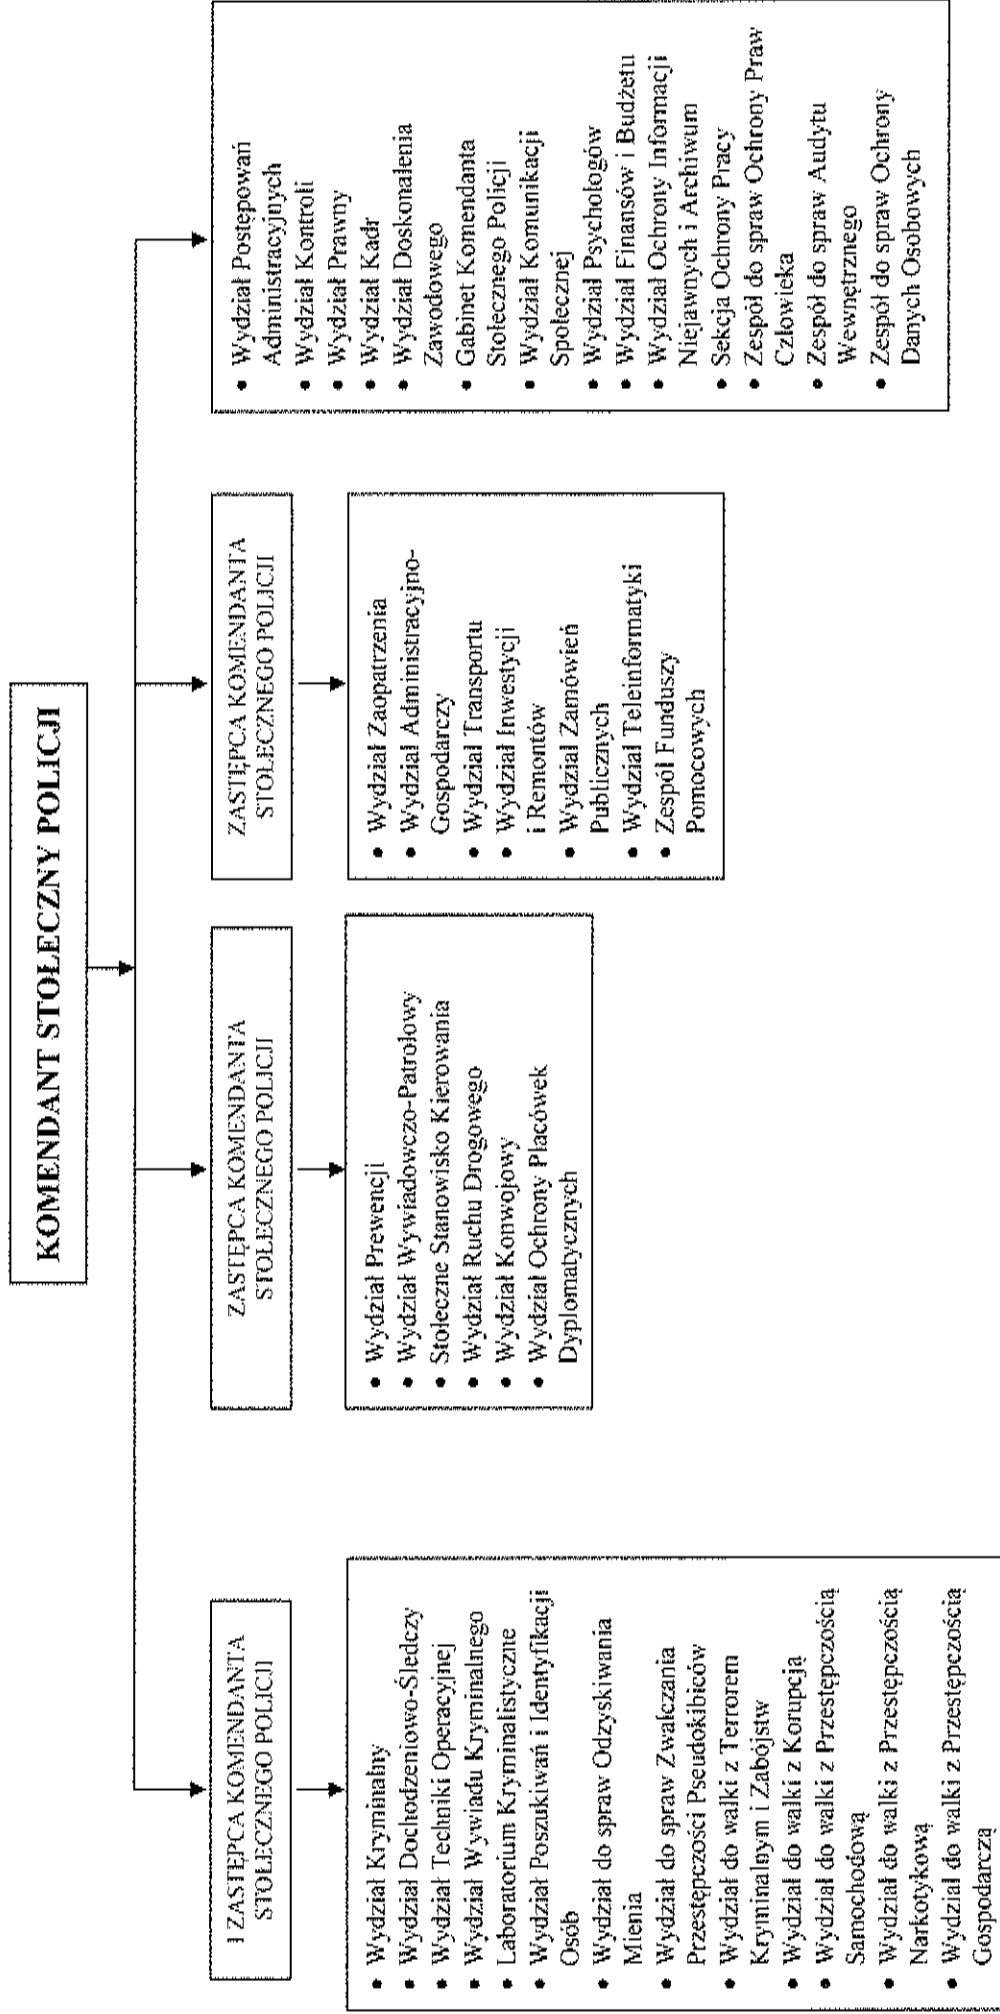 KOMENDANT STOŁECZNY POLICJI
I ZASTĘPCA KOMENDANTA
STOŁECZNEGO POLICJI
• Wydział Kryminalny
• Wydział Dochodzeniowo-Śledczy
• Wydział Techniki Operacyjnej
• Wydział Wywiadu Kryminalnego
• Laboratorium Kryminalistyczne
• Wydział Poszukiwań i Identyfikacji
Osób
• Wydział do spraw Odzyskiwania
Mienia
• Wydział do spraw Zwalczania
Przestępczości Pseudokibiców
• Wydział do walki z Terrorem
Kryminalnym i Zabójstw
• Wydział do walki z Korupcją
• Wydział do walki z Przestępczością
Samochodową
• Wydział do walki z Przestępczością
Narkotykową
• Wydział do walki z Przestępczością
Gospodarczą
ZASTĘPCA KOMENDANTA
STOŁECZNEGO POLICJI
• Wydział Prewencji
• Wydział Wywiadowczo-Patrolowy
• Stołeczne Stanowisko Kierowania
• Wydział Ruchu Drogowego
• Wydział Konwojowy
• Wydział Ochrony Placówek
Dyplomatycznych
ZASTĘPCA KOMENDANTA
STOŁECZNEGO POLICJI
• Wydział Zaopatrzenia
• Wydział Administracyjno-
Gospodarczy
• Wydział Transportu
• Wydział Inwestycji
i Remontów
• Wydział Zamówień
Publicznych
• Wydział Teleinformatyki
• Zespół Funduszy
Pomocowych
• Wydział Postępowań
Administracyjnych
• Wydział Kontroli
• Wydział Prawny
• Wydział Kadr
• Wydział Doskonalenia
Zawodowego
• Gabinet Komendanta
Stołecznego Policji
• Wydział Komunikacji
Społecznej
• Wydział Psychologów
• Wydział Finansów i Budżetu
• Wydział Ochrony Informacji
Niejawnych i Archiwum
• Sekcja Ochrony Pracy
• Zespół do spraw Ochrony Praw
Człowieka
• Zespół do spraw Audytu
Wewnętrznego
• Zespół do spraw Ochrony
Danych Osobowych